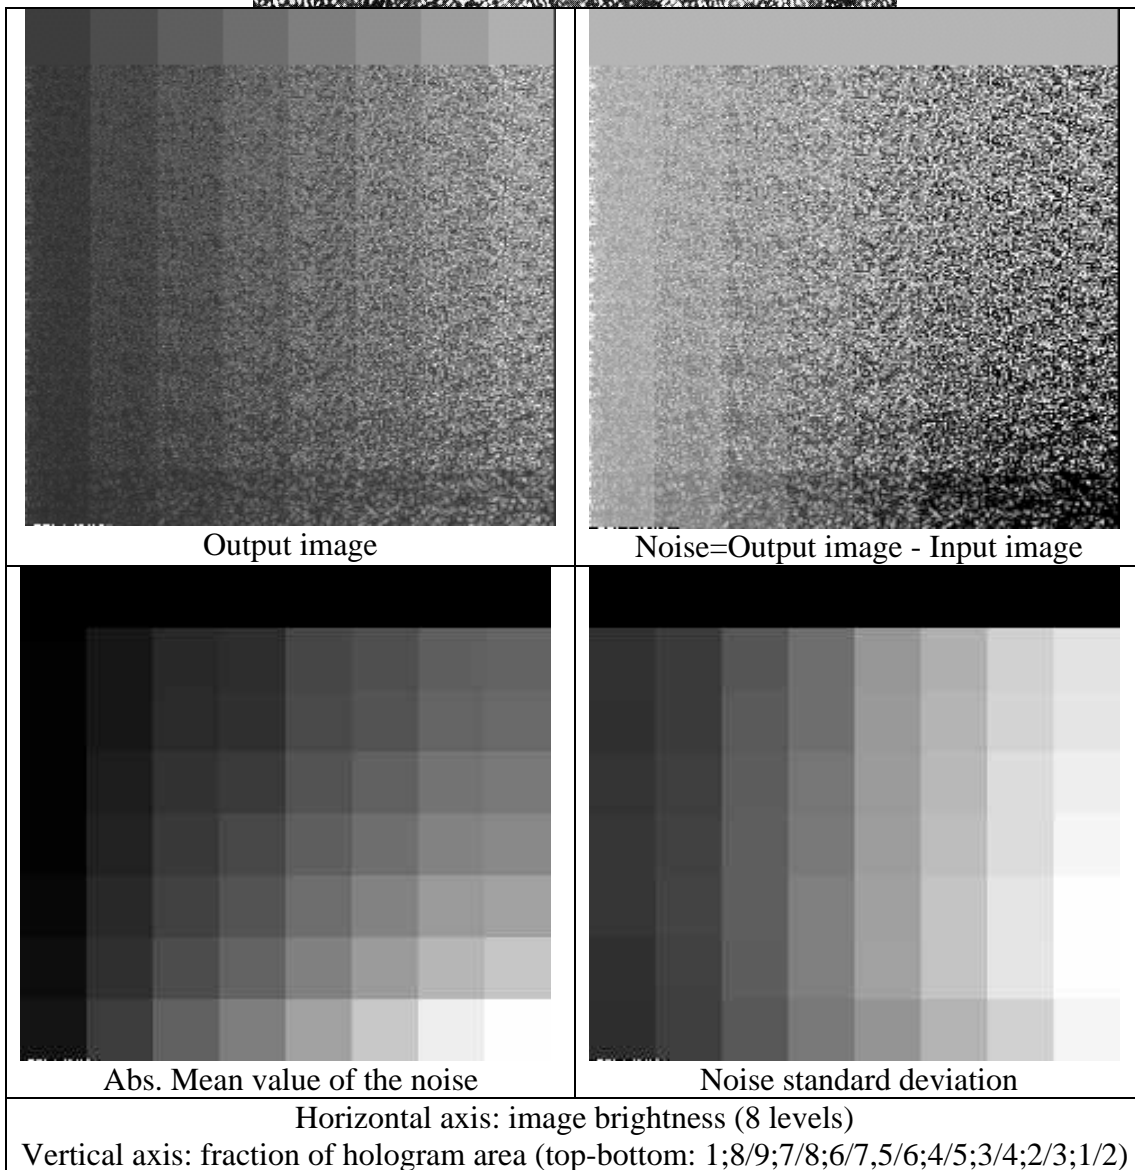 Output image
Noise=Output image - Input image
Abs. Mean value of the noise
Noise standard deviation
Horizontal axis: image brightness (8 levels)
Vertical axis: fraction of hologram area (top-bottom: 1;8/9;7/8;6/7,5/6;4/5;3/4;2/3;1/2)